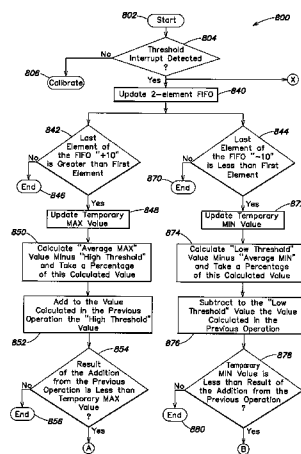 802
Start
800
804
Threshold
Interrupt Detected
?
No
806
Calibrate
Yes
X
Update 2-element FIFO
840
842
Last
Element of
the FIFO "+10"
is Greater than First
Element
?
No
End
846
Yes
844
Last
Element of
the FIFO "-10"
is Less than First
Element
?
No
870
End
Yes
Update Temporary
MAX Value
848
Update Temporary
MIN Value
850
Calculate "Average MAX"
Value Minus "High Threshold"
and Take a Percentage
of this Calculated Value
874
Calculate "Low Threshold"
Value Minus "Average MIN"
and Take a Percentage
of this Calculated Value
Add to the Value
Calculated in the Previous
Operation the "High Threshold"
Value
852
Subtract to the "Low
Threshold" Value the Value
Calculated in the
Previous Operation
876
854
Result
of the Addition
from the Previous
Operation is Less than
Temporary MAX
Value
?
No
End
856
Yes
A
878
Temporary
MIN Value is
Less than Result of
the Addition from the
Previous Operation
?
No
End
880
Yes
B